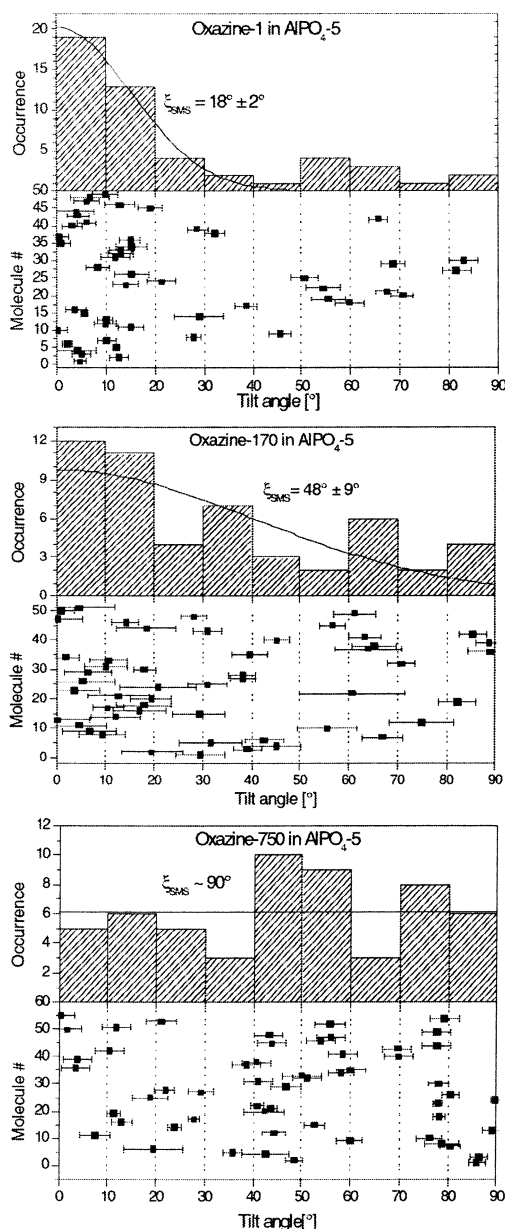 Oxazine-1 in AlPO₄-5
ξSMS = 18° ± 2°
Occurrence
20
15
10
5
50
45
40
35
30
25
20
15
10
5
0
Molecule #
0 10 20 30 40 50 60 70 80 90
Tilt angle [°]
Oxazine-170 in AlPO₄-5
ξSMS = 48° ± 9°
Occurrence
12
9
6
3
0
50
40
30
20
10
0
Molecule #
0 10 20 30 40 50 60 70 80 90
Tilt angle [°]
Oxazine-750 in AlPO₄-5
ξSMS ~ 90°
Occurrence
12
10
8
6
4
2
60
50
40
30
20
10
0
Molecule #
0 10 20 30 40 50 60 70 80 90
Tilt angle[°]